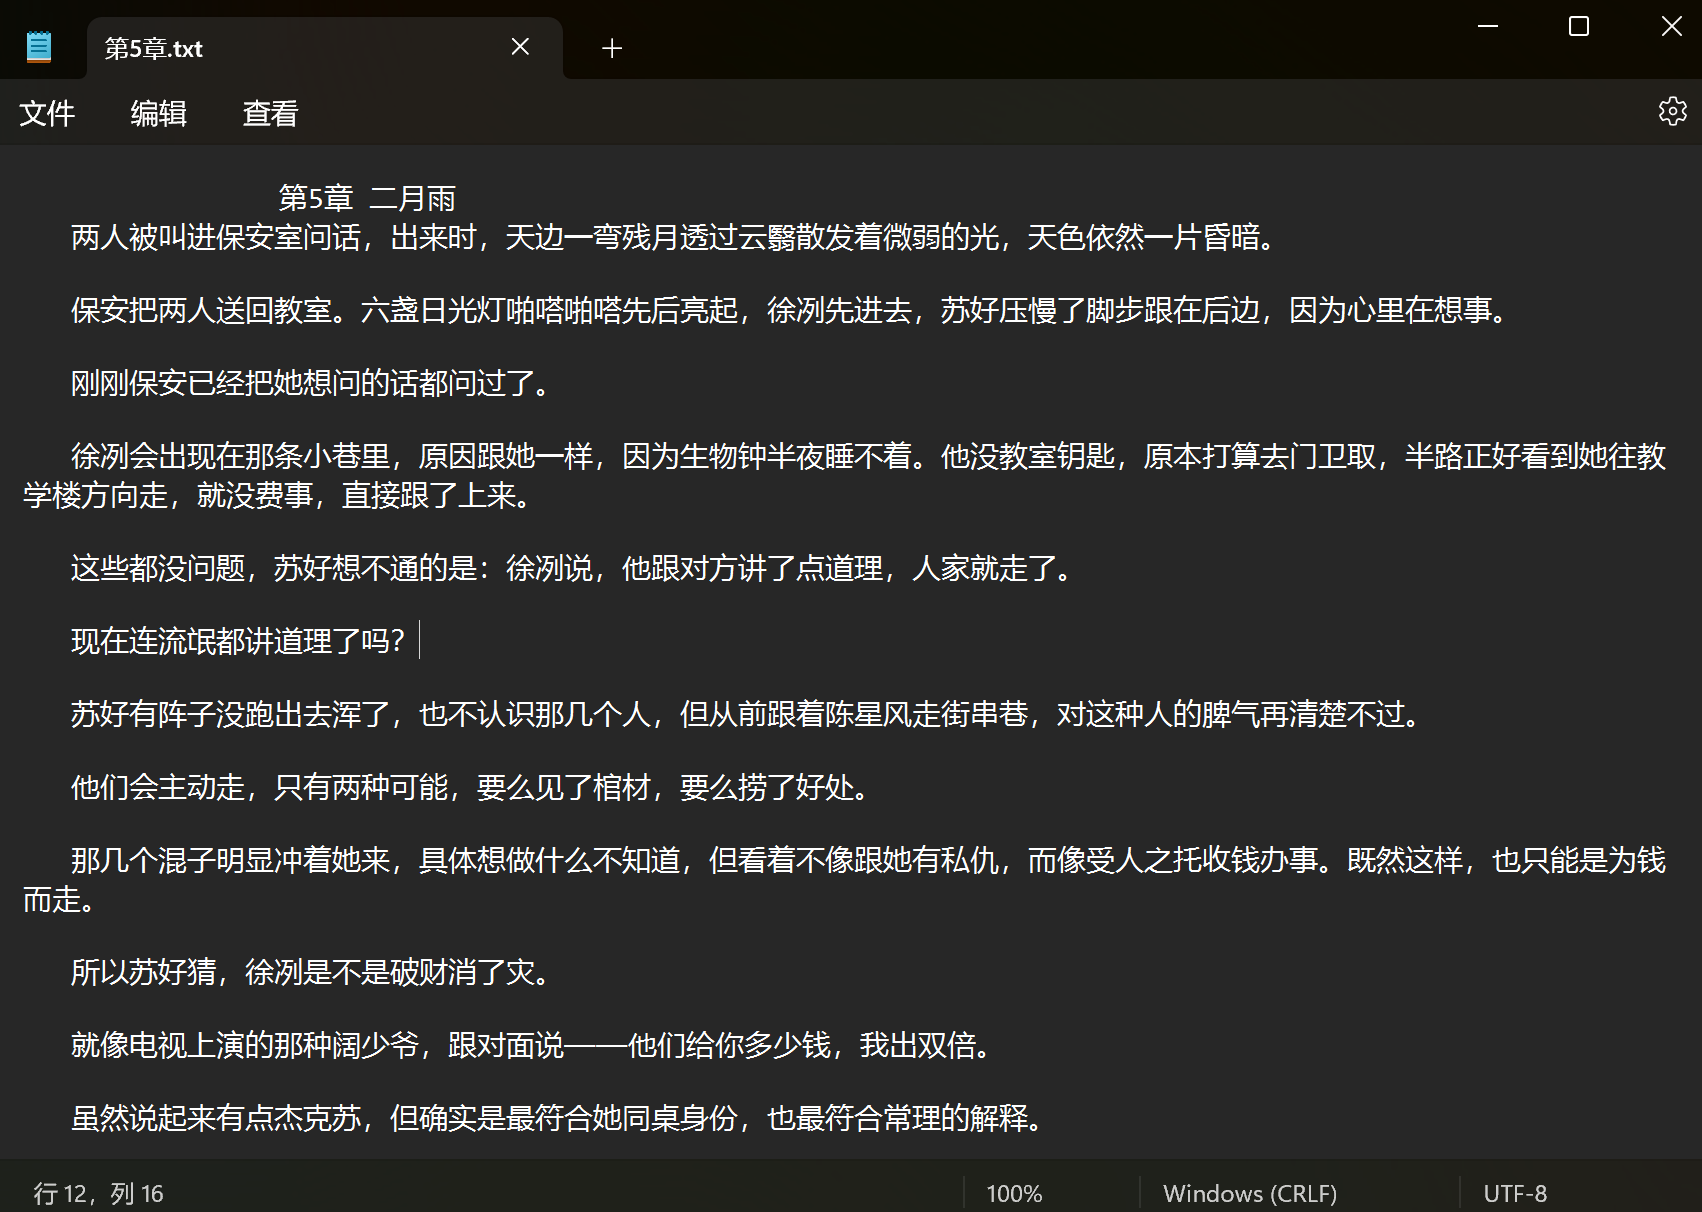 第5章.txt
文件 编辑 查看
第5章 二月雨
两人被叫进保安室问话，出来时，天边一弯残月透过云翳散发着微弱的光，天色依然一片昏暗。
保安把两人送回教室。六盏日光灯啪嗒啪嗒先后亮起，徐冽先进去，苏好压慢了脚步跟在后边，因为心里在想事。
刚刚保安已经把她想问的话都问过了。
徐冽会出现在那条小巷里，原因跟她一样，因为生物钟半夜睡不着。他没教室钥匙，原本打算去门卫取，半路正好看到她往教
学楼方向走，就没费事，直接跟了上来。
这些都没问题，苏好想不通的是：徐冽说，他跟对方讲了点道理，人家就走了。
现在连流氓都讲道理了吗？
苏好有阵子没跑出去浑了，也不认识那几个人，但从前跟着陈星风走街串巷，对这种人的脾气再清楚不过。
他们会主动走，只有两种可能，要么见了棺材，要么捞了好处。
那几个混子明显冲着她来，具体想做什么不知道，但看着不像跟她有私仇，而像受人之托收钱办事。既然这样，也只能是为钱
而走。
所以苏好猜，徐冽是不是破财消了灾。
就像电视上演的那种阔少爷，跟对面说——他们给你多少钱，我出双倍。
虽然说起来有点杰克苏，但确实是最符合她同桌身份，也最符合常理的解释。
行 12，列 16 100% Windows (CRLF) UTF-8